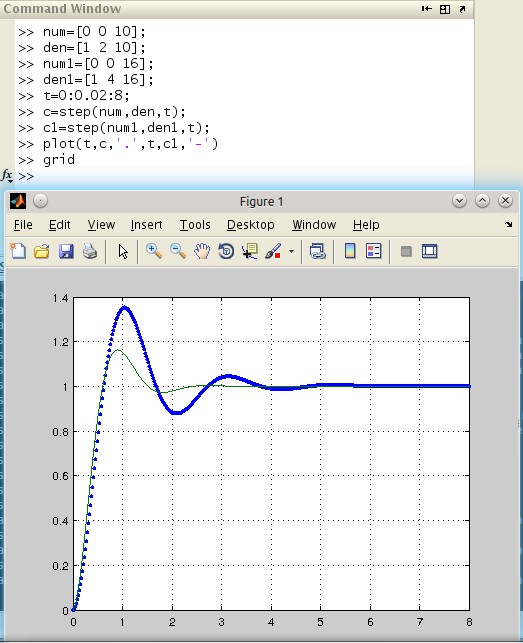 Command Window
>> num=[0 0 10];
>> den=[1 2 10];
>> num1=[0 0 16];
>> den1=[1 4 16];
>> t=0:0.02:8;
>> c=step(num,den,t);
>> c1=step(num1,den1,t);
>> plot(t,c,'.',t,c1,'-')
>> grid
fx >>
Figure 1
File Edit View Insert Tools Desktop Window Help
1.4
1.2
1
0.8
0.6
0.4
0.2
0
0 1 2 3 4 5 6 7 8